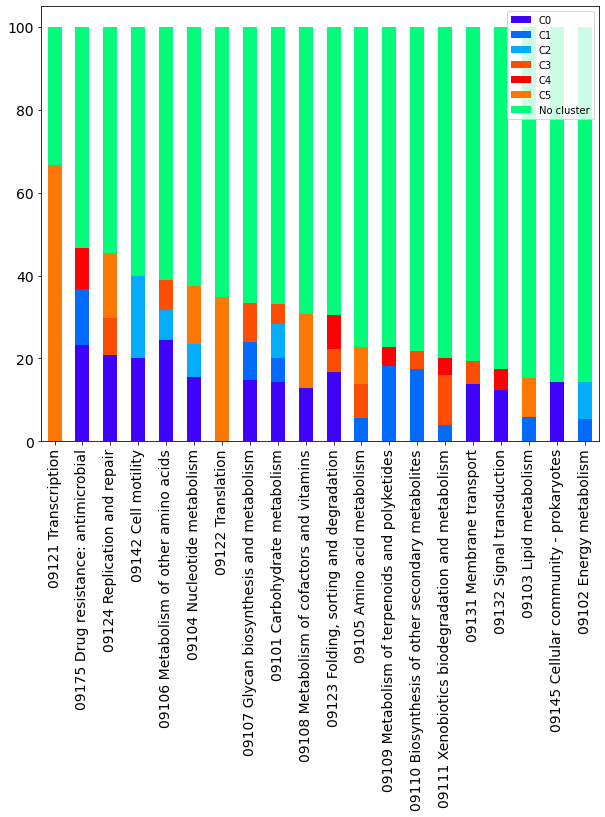 100
80
60
40
20
0
C0
C1
C2
C3
C4
C5
No cluster
09121 Transcription
09175 Drug resistance: antimicrobial
09124 Replication and repair
09142 Cell motility
09106 Metabolism of other amino acids
09104 Nucleotide metabolism
09122 Translation
09107 Glycan biosynthesis and metabolism
09101 Carbohydrate metabolism
09108 Metabolism of cofactors and vitamins
09123 Folding, sorting and degradation
09105 Amino acid metabolism
09109 Metabolism of terpenoids and polyketides
09110 Biosynthesis of other secondary metabolites
09111 Xenobiotics biodegradation and metabolism
09131 Membrane transport
09132 Signal transduction
09103 Lipid metabolism
09145 Cellular community - prokaryotes
09102 Energy metabolism